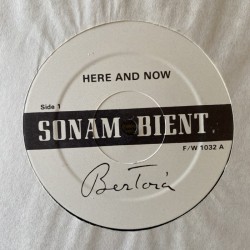 HERE AND NOW
Side 1
SONAM BIENT.
F/W 1032 A
Bertoia